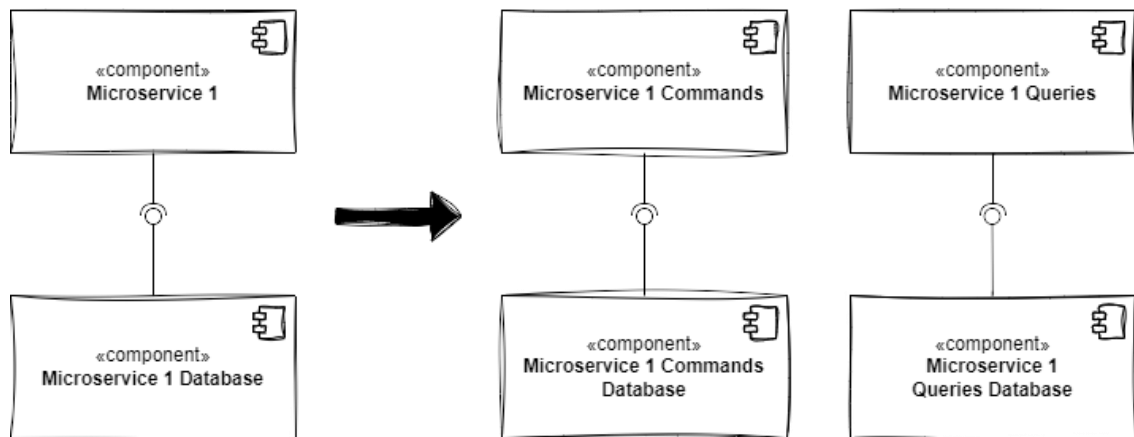 «component»
Microservice 1
«component»
Microservice 1 Commands
«component»
Microservice 1 Queries
«component»
Microservice 1 Database
«component»
Microservice 1 Commands
Database
«component»
Microservice 1
Queries Database